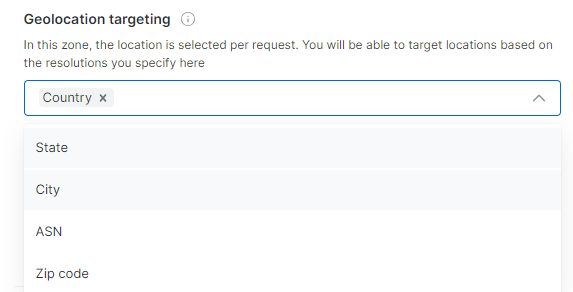 Geolocation targeting
In this zone, the location is selected per request. You will be able to target locations based on
the resolutions you specify here
Country
State
City
ASN
Zip code